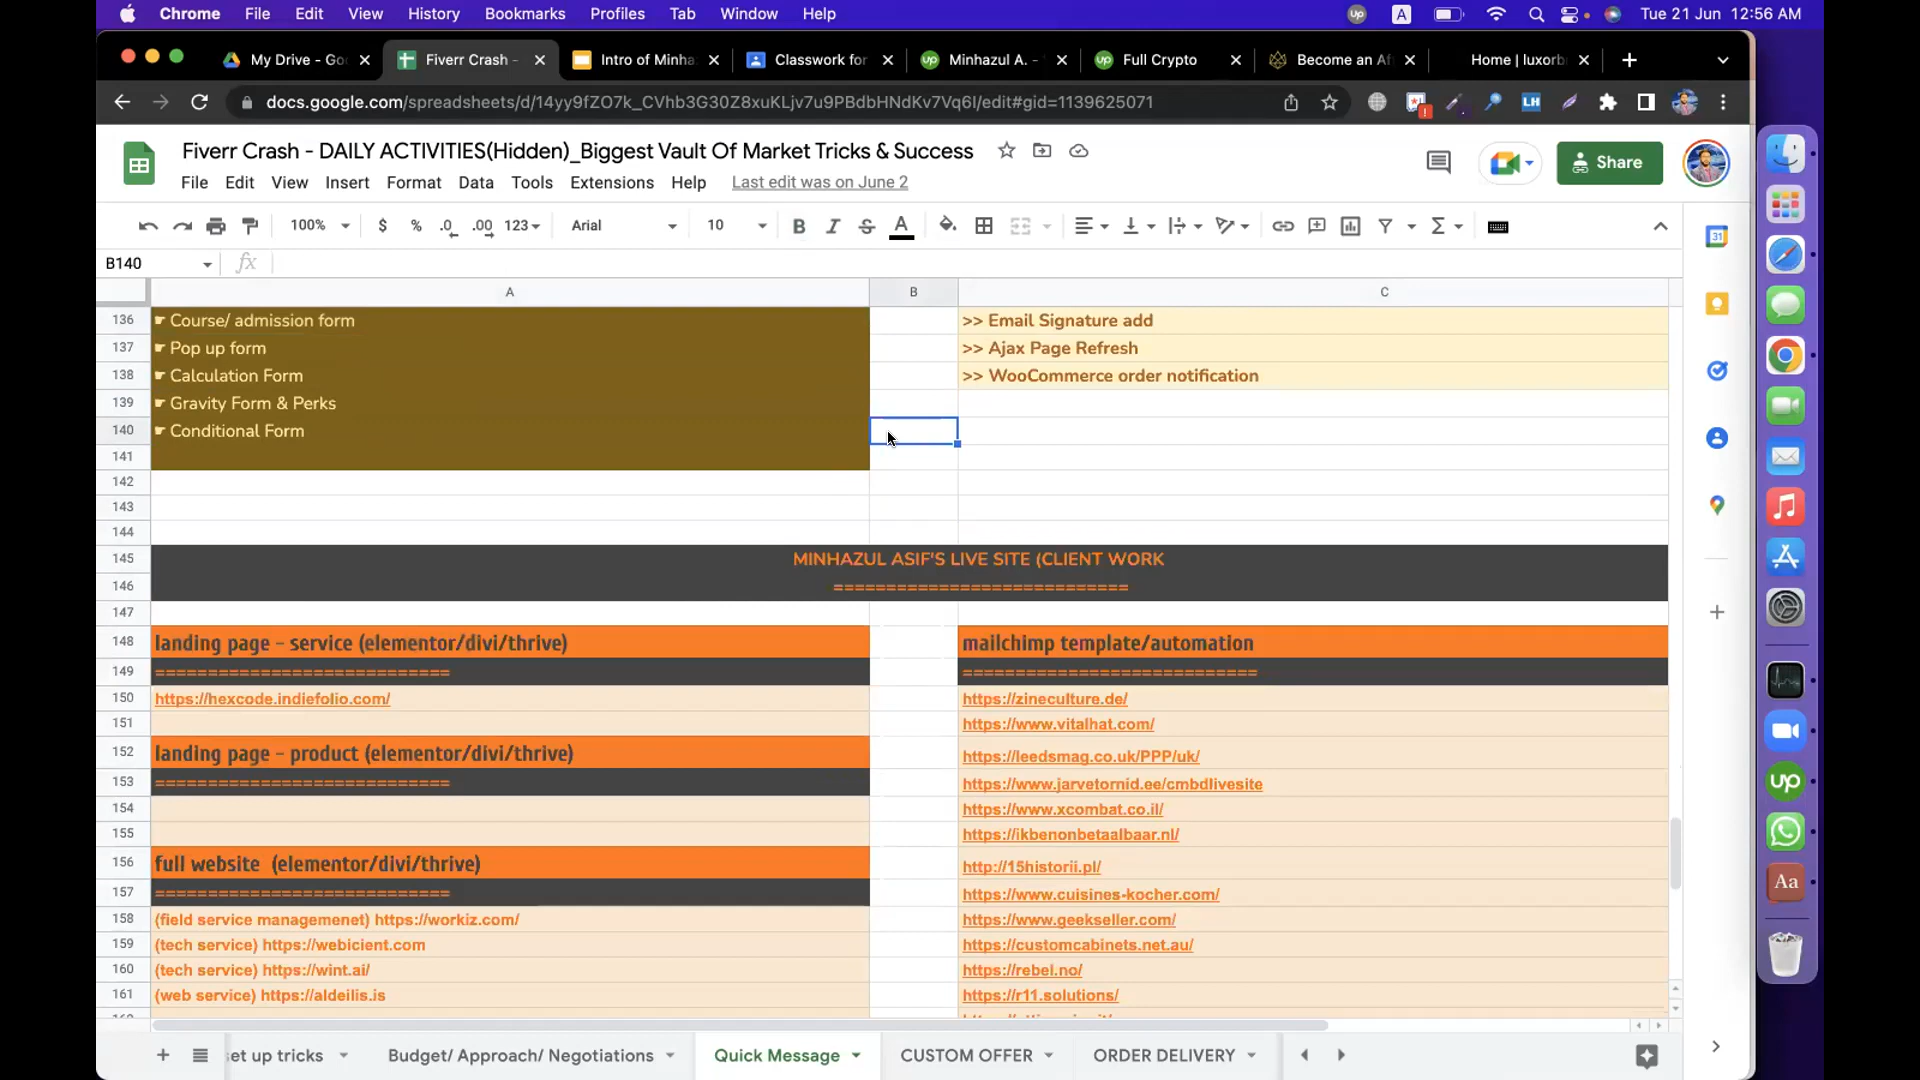 Chrome File Edit View History Bookmarks Profiles Tab Window Help
up A Tue 21 Jun 12:56 AM
My Drive - Go
Fiverr Crash -
Intro of Minha
Classwork for
Minhazul A. -
Full Crypto
Become an Af
Home | luxorb
docs.google.com/spreadsheets/d/14yy9fZO7k_CVhb3G30Z8xuKLjv7u9PBdbHNdKv7Vq6I/edit#gid=1139625071
Fiverr Crash - DAILY ACTIVITIES(Hidden)_Biggest Vault Of Market Tricks & Success
Share
File Edit View Insert Format Data Tools Extensions Help Last edit was on June 2
100% $ % .0 .00 123 Arial 10 B I S A
B140 fx
A B C
136 ☛ Course/ admission form >> Email Signature add
137 ☛ Pop up form >> Ajax Page Refresh
138 ☛ Calculation Form >> WooCommerce order notification
139 ☛ Gravity Form & Perks
140 ☛ Conditional Form
141
142
143
144
145 MINHAZUL ASIF'S LIVE SITE (CLIENT WORK
146 ============================
147
148 landing page - service (elementor/divi/thrive) mailchimp template/automation
149 ============================ ============================
150 https://hexcode.indiefolio.com/ https://zineculture.de/
151 https://www.vitalhat.com/
152 landing page - product (elementor/divi/thrive) https://leedsmag.co.uk/PPP/uk/
153 ============================ https://www.jarvetornid.ee/cmbdlivesite
154 https://www.xcombat.co.il/
155 https://ikbenonbetaalbaar.nl/
156 full website (elementor/divi/thrive) http://15historii.pl/
157 ============================ https://www.cuisines-kocher.com/
158 (field service managemenet) https://workiz.com/ https://www.geekseller.com/
159 (tech service) https://webicient.com https://customcabinets.net.au/
160 (tech service) https://wint.ai/ https://rebel.no/
161 (web service) https://aldeilis.is https://r11.solutions/
set up tricks Budget/ Approach/ Negotiations Quick Message CUSTOM OFFER ORDER DELIVERY
31
LH
up
Aa